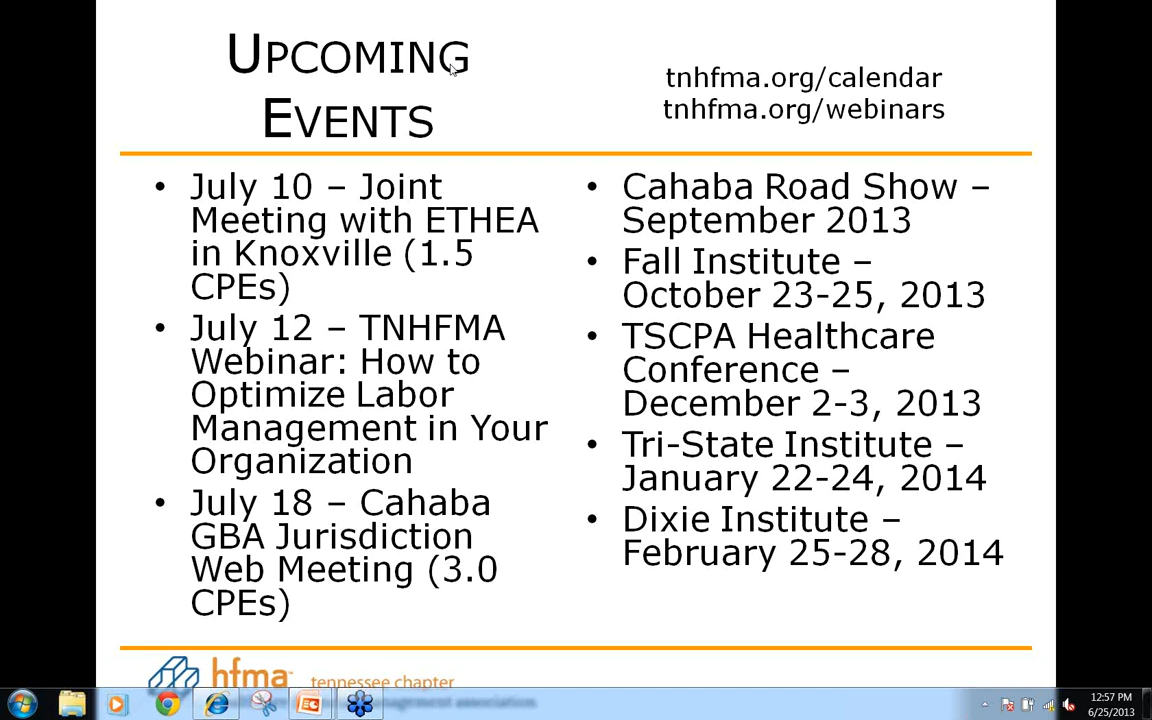 UPCOMING
EVENTS
tnhfma.org/calendar
tnhfma.org/webinars
• July 10 – Joint
Meeting with ETHEA
in Knoxville (1.5
CPEs)
• July 12 – TNHFMA
Webinar: How to
Optimize Labor
Management in Your
Organization
• July 18 – Cahaba
GBA Jurisdiction
Web Meeting (3.0
CPEs)
• Cahaba Road Show –
September 2013
• Fall Institute –
October 23-25, 2013
• TSCPA Healthcare
Conference –
December 2-3, 2013
• Tri-State Institute –
January 22-24, 2014
• Dixie Institute –
February 25-28, 2014
hfma™ tennessee chapter
management association
12:57 PM
6/25/2013